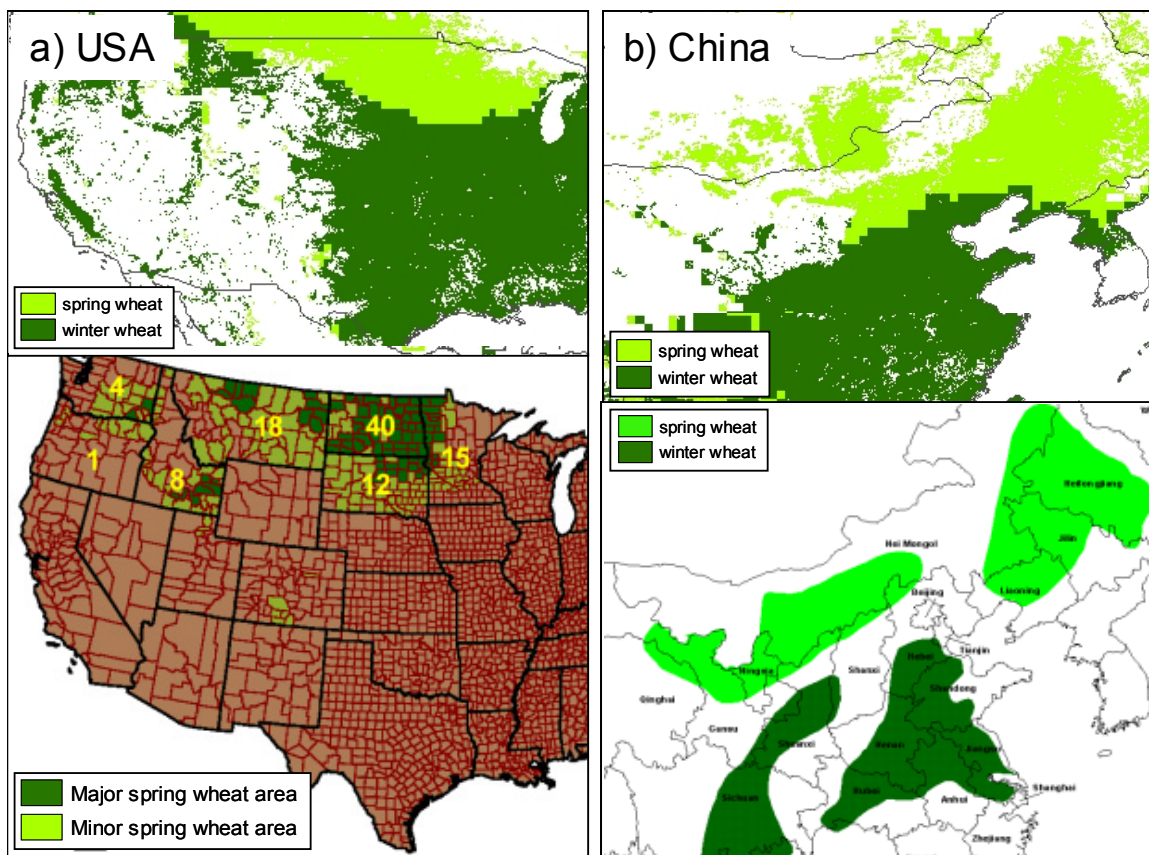 a) USA
spring wheat
winter wheat
b) China
spring wheat
winter wheat
4
18
40
15
1
8
12
Major spring wheat area
Minor spring wheat area
spring wheat
winter wheat
Heilongjiang
Jilin
Nei Mongol
Liaoning
Beijing
Tianjin
Hebei
Shanxi
Ningxia
Shandong
Qinghai
Gansu
Shaanxi
Henan
Jiangsu
Shanghai
Sichuan
Hubei
Anhui
Zhejiang